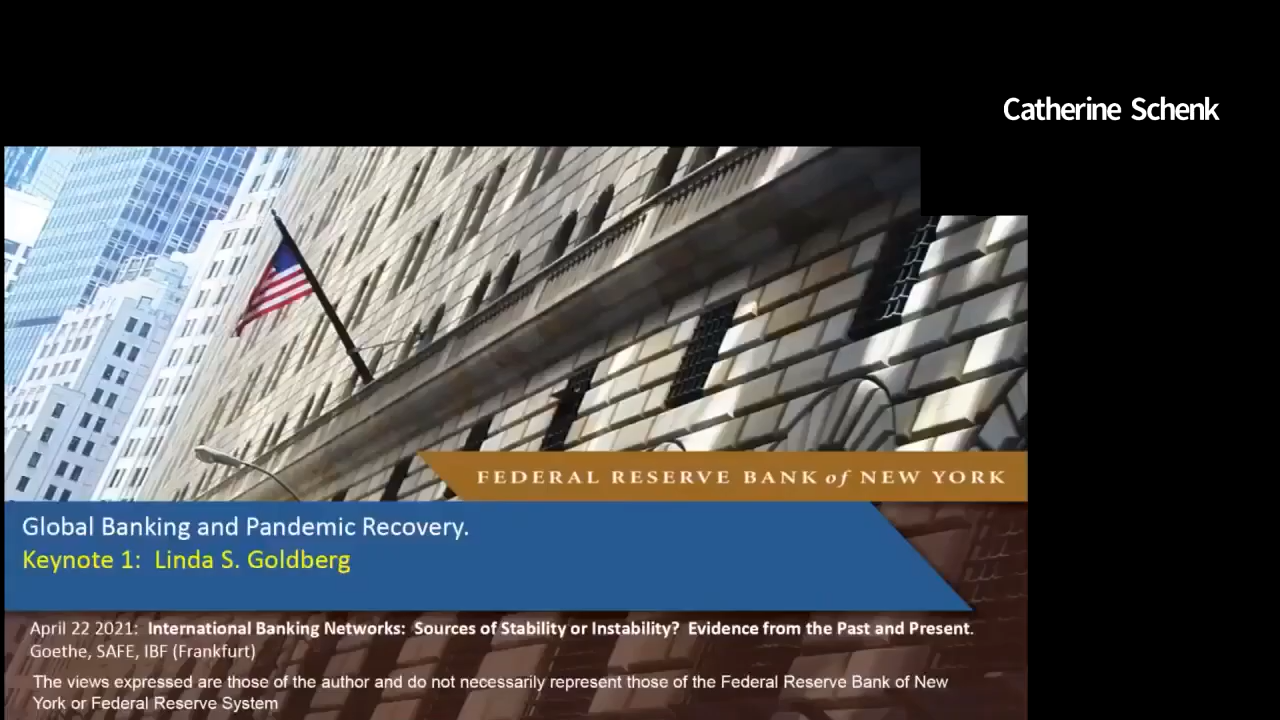 Catherine Schenk
FEDERAL RESERVE BANK of NEW YORK
Global Banking and Pandemic Recovery.
Keynote 1: Linda S. Goldberg
April 22 2021: International Banking Networks: Sources of Stability or Instability? Evidence from the Past and Present.
Goethe, SAFE, IBF (Frankfurt)
The views expressed are those of the author and do not necessarily represent those of the Federal Reserve Bank of New
York or Federal Reserve System